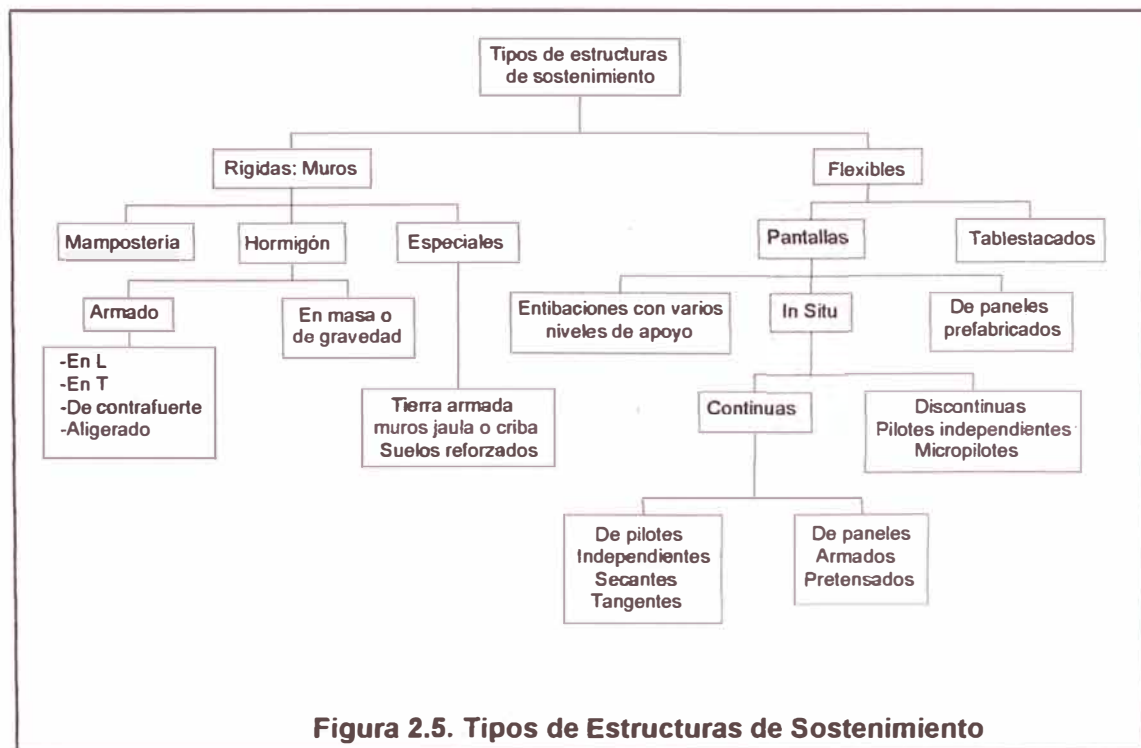 Tipos de estructuras
de sostenimiento
Rígidas: Muros
Flexibles
Mampostería
Hormigón
Especiales
Pantallas
Tablestacados
Armado
En masa o
de gravedad
Entibaciones con varios
niveles de apoyo
In Situ
De paneles
prefabricados
-En L
-En T
-De contrafuerte
-Aligerado
Tierra armada
muros jaula o criba
Suelos reforzados
Continuas
Discontinuas
Pilotes independientes
Micropilotes
De pilotes
Independientes
Secantes
Tangentes
De paneles
Armados
Pretensados
Figura 2.5. Tipos de Estructuras de Sostenimiento